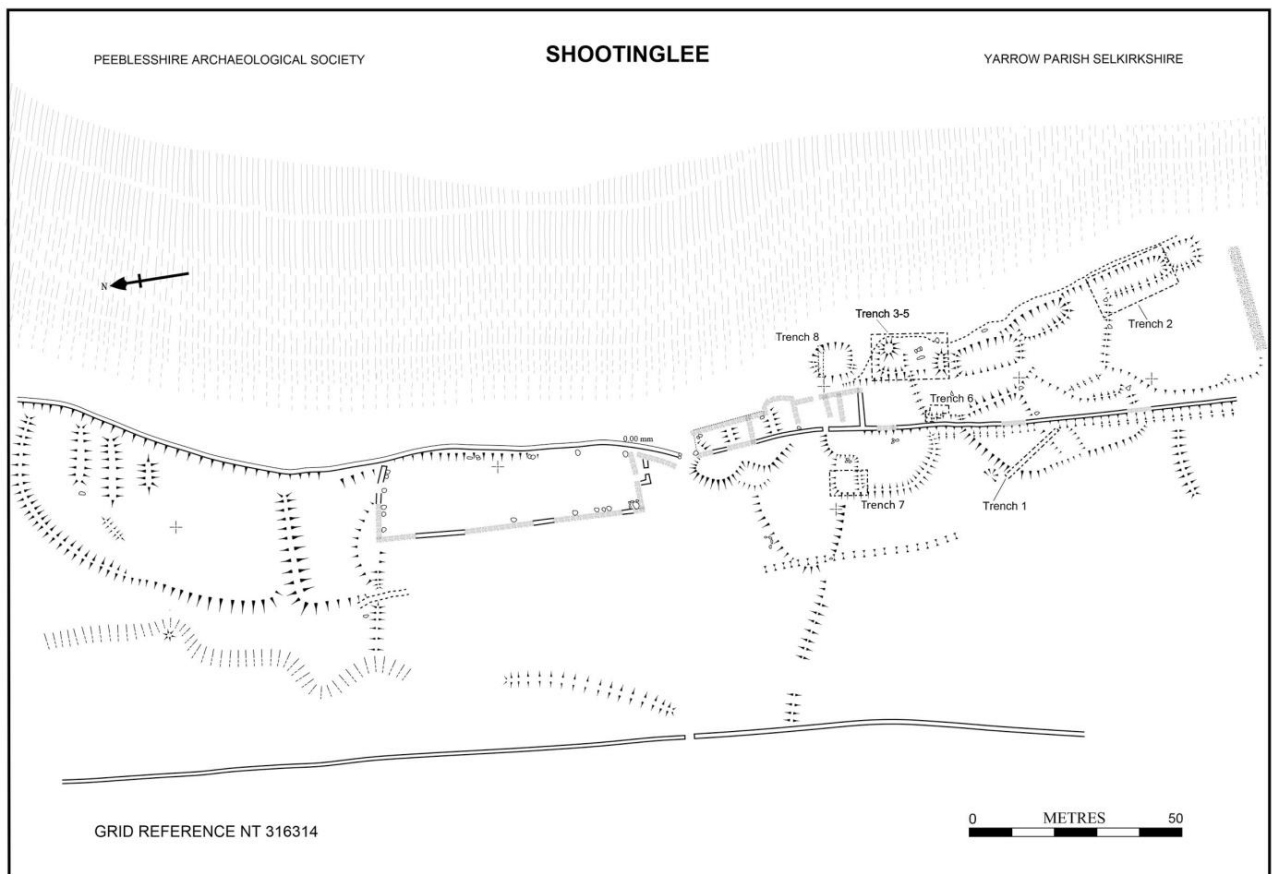 PEEBLESSHIRE ARCHAEOLOGICAL SOCIETY
SHOOTINGLEE
YARROW PARISH SELKIRKSHIRE
N
Trench 3-5
Trench 2
Trench 8
Trench 6
0.00 mm
Trench 7
Trench 1
GRID REFERENCE NT 316314
0 METRES 50